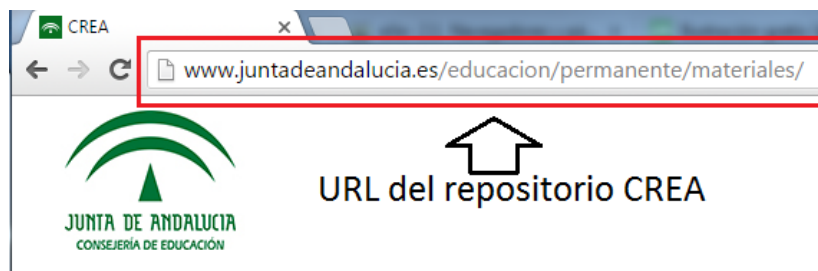 CREA
www.juntadeandalucia.es/educacion/permanente/materiales/
URL del repositorio CREA
JUNTA DE ANDALUCIA
CONSEJERÍA DE EDUCACIÓN